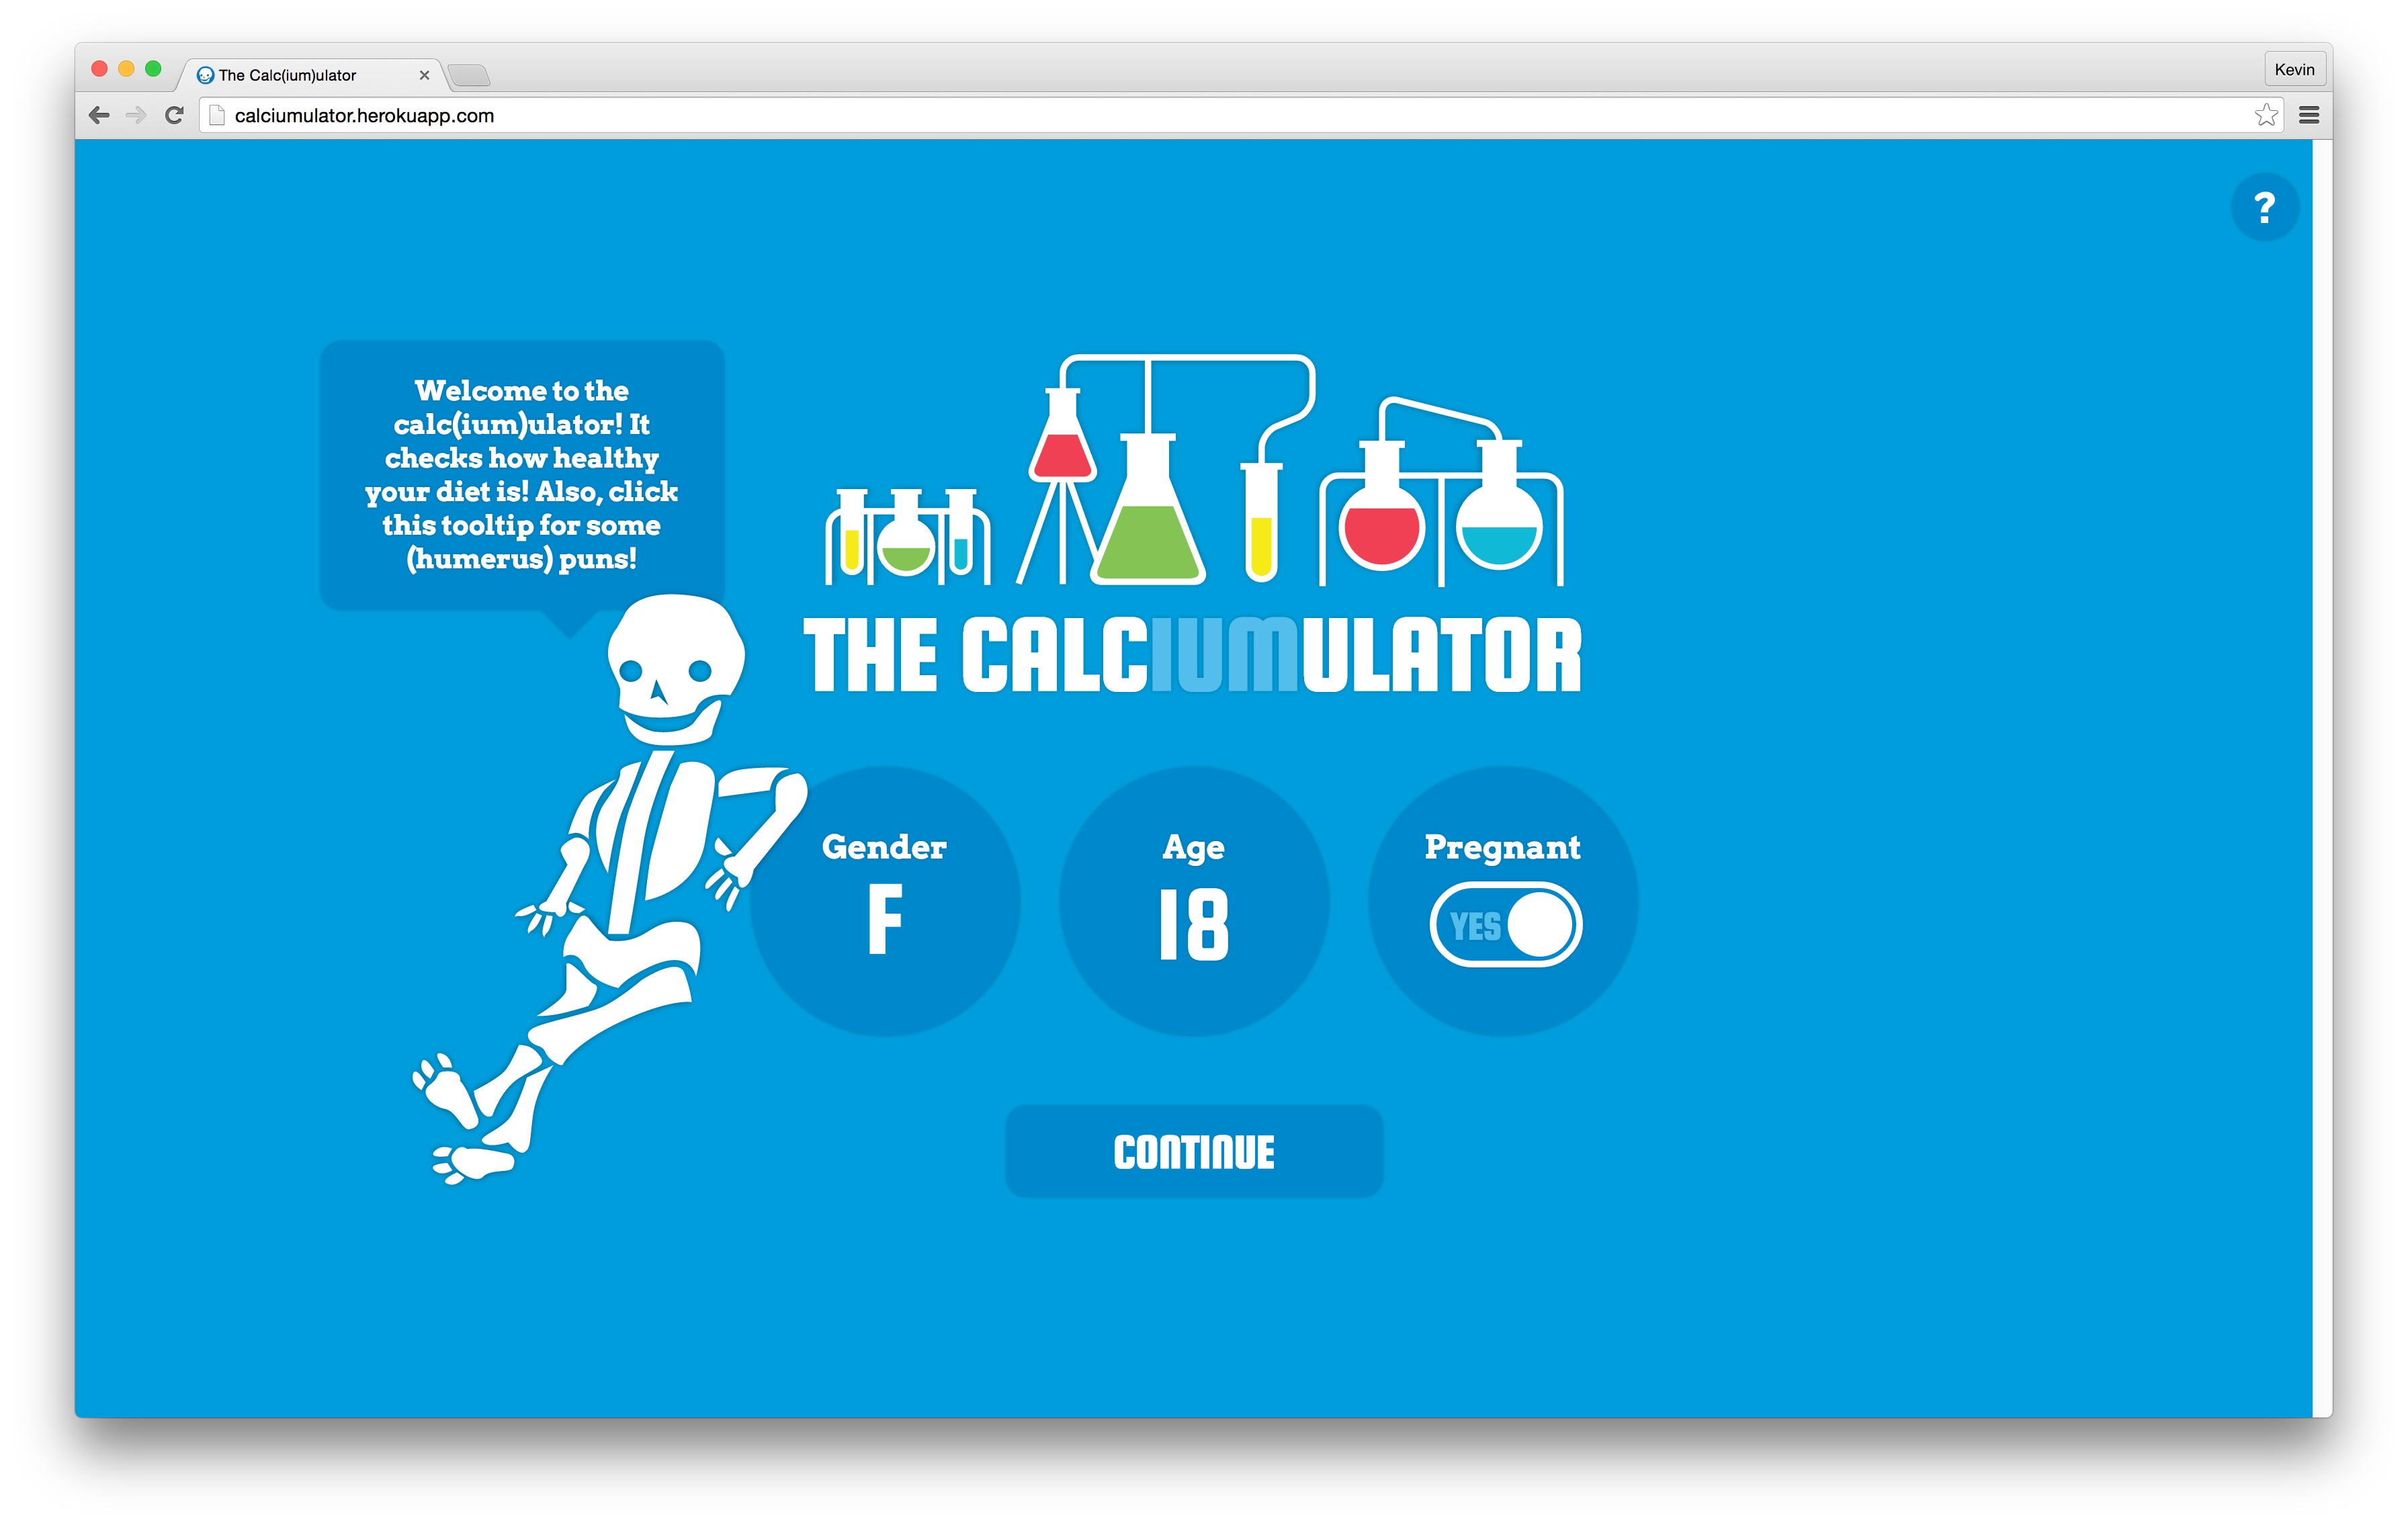 The Calc(ium)ulator
Kevin
calciumulator.herokuapp.com
?
Welcome to the
calc(ium)ulator! It
checks how healthy
your diet is! Also, click
this tooltip for some
(humerus) puns!
THE CALCIUMULATOR
Gender
F
Age
18
Pregnant
YES
CONTINUE